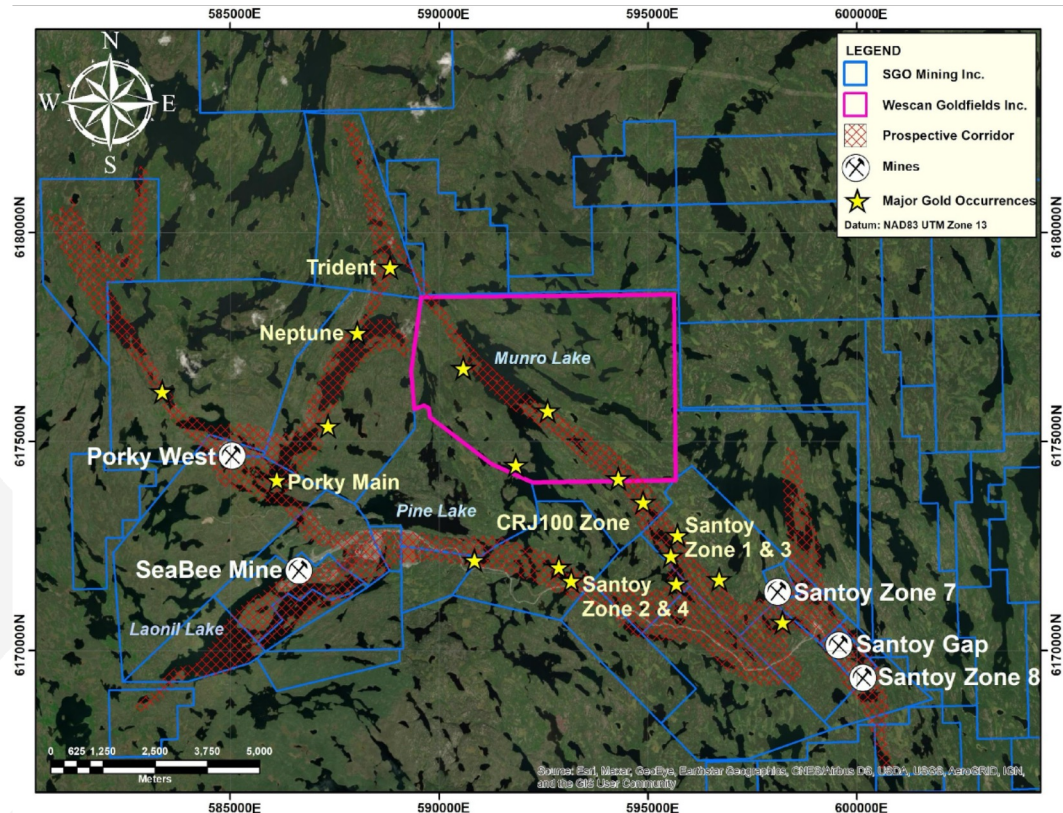 585000E
590000E
595000E
600000E
N
W
E
S
LEGEND
SGO Mining Inc.
Wescan Goldfields Inc.
Prospective Corridor
Mines
Major Gold Occurrences
Datum: NAD83 UTM Zone 13
6180000N
6180000N
Trident
Neptune
Munro Lake
6175000N
6175000N
Porky West
Porky Main
Pine Lake
CRJ100 Zone
Santoy
Zone 1 & 3
SeaBee Mine
Santoy
Zone 2 & 4
Santoy Zone 7
Laonil Lake
Santoy Gap
6170000N
6170000N
Santoy Zone 8
0 625 1,250 2,500 3,750 5,000
Meters
Source: Esri, Maxar, GeoEye, Earthstar Geographics, CNES/Airbus DS, USDA, USGS, AeroGRID, IGN,
and the GIS User Community
585000E
590000E
595000E
600000E